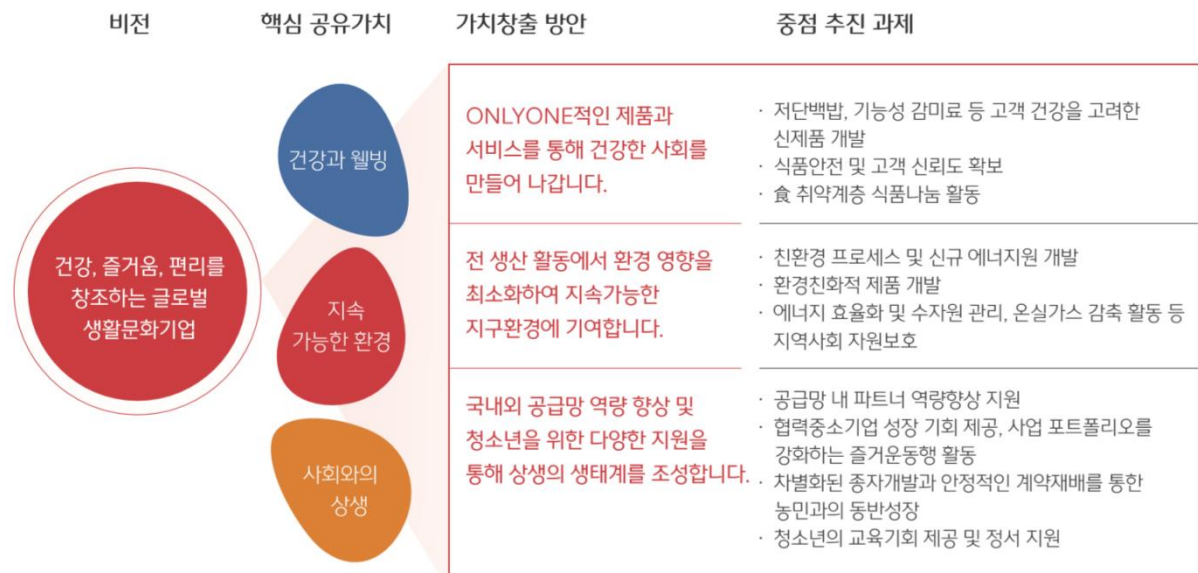 비전
핵심 공유가치
가치창출 방안
중점 추진 과제
건강, 즐거움, 편리를
창조하는 글로벌
생활문화기업
건강과 웰빙
ONLYONE적인 제품과
서비스를 통해 건강한 사회를
만들어 나갑니다.
· 저단백밥, 기능성 감미료 등 고객 건강을 고려한
신제품 개발
· 식품안전 및 고객 신뢰도 확보
· 食 취약계층 식품나눔 활동
지속
가능한 환경
전 생산 활동에서 환경 영향을
최소화하여 지속가능한
지구환경에 기여합니다.
· 친환경 프로세스 및 신규 에너지원 개발
· 환경친화적 제품 개발
· 에너지 효율화 및 수자원 관리, 온실가스 감축 활동 등
지역사회 자원보호
사회와의
상생
국내외 공급망 역량 향상 및
청소년을 위한 다양한 지원을
통해 상생의 생태계를 조성합니다.
· 공급망 내 파트너 역량향상 지원
· 협력중소기업 성장 기회 제공, 사업 포트폴리오를
강화하는 즐거운동행 활동
· 차별화된 종자개발과 안정적인 계약재배를 통한
농민과의 동반성장
· 청소년의 교육기회 제공 및 정서 지원